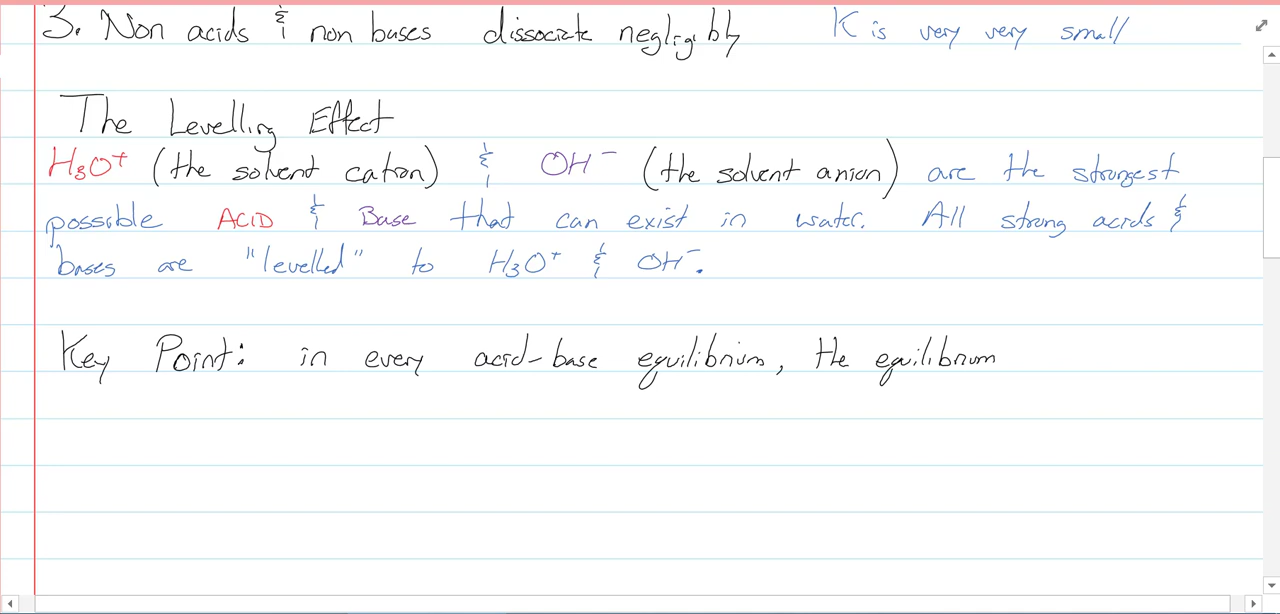 3. Non acids & non bases dissociate negligibly K is very very small
The Levelling Effect
H₃O⁺ (the solvent cation) & OH⁻ (the solvent anion) are the strongest
possible ACID & Base that can exist in water. All strong acids &
bases are "levelled" to H₃O⁺ & OH⁻.
Key Point: in every acid-base equilibrium, the equilibrium